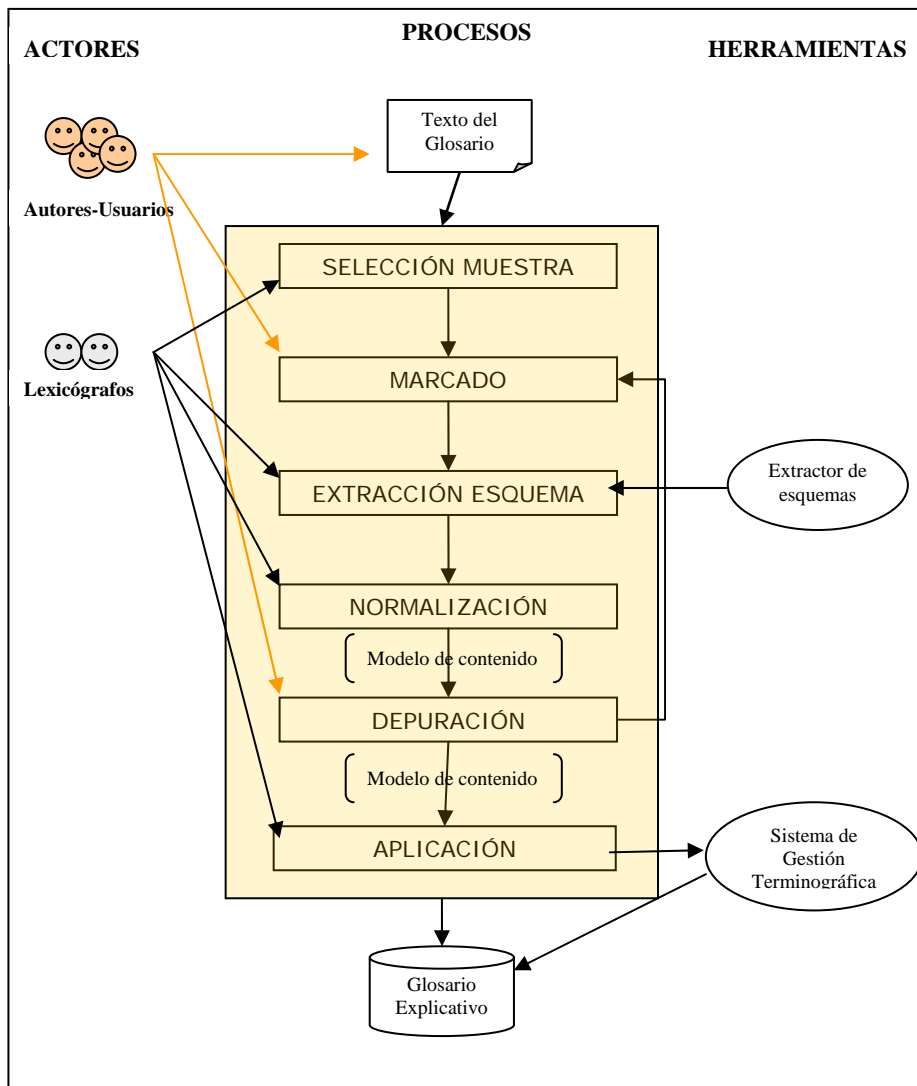 ACTORES
PROCESOS
HERRAMIENTAS
Texto del
Glosario
Autores-Usuarios
SELECCIÓN MUESTRA
Lexicógrafos
MARCADO
EXTRACCIÓN ESQUEMA
Extractor de
esquemas
NORMALIZACIÓN
Modelo de contenido
DEPURACIÓN
Modelo de contenido
APLICACIÓN
Sistema de
Gestión
Terminográfica
Glosario
Explicativo